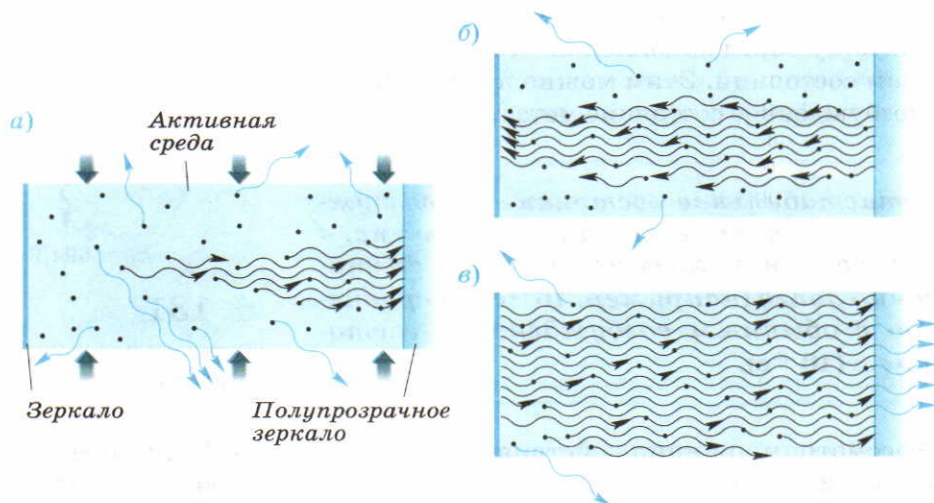 а)
Активная
среда
Зеркало
Полупрозрачное
зеркало
б)
в)